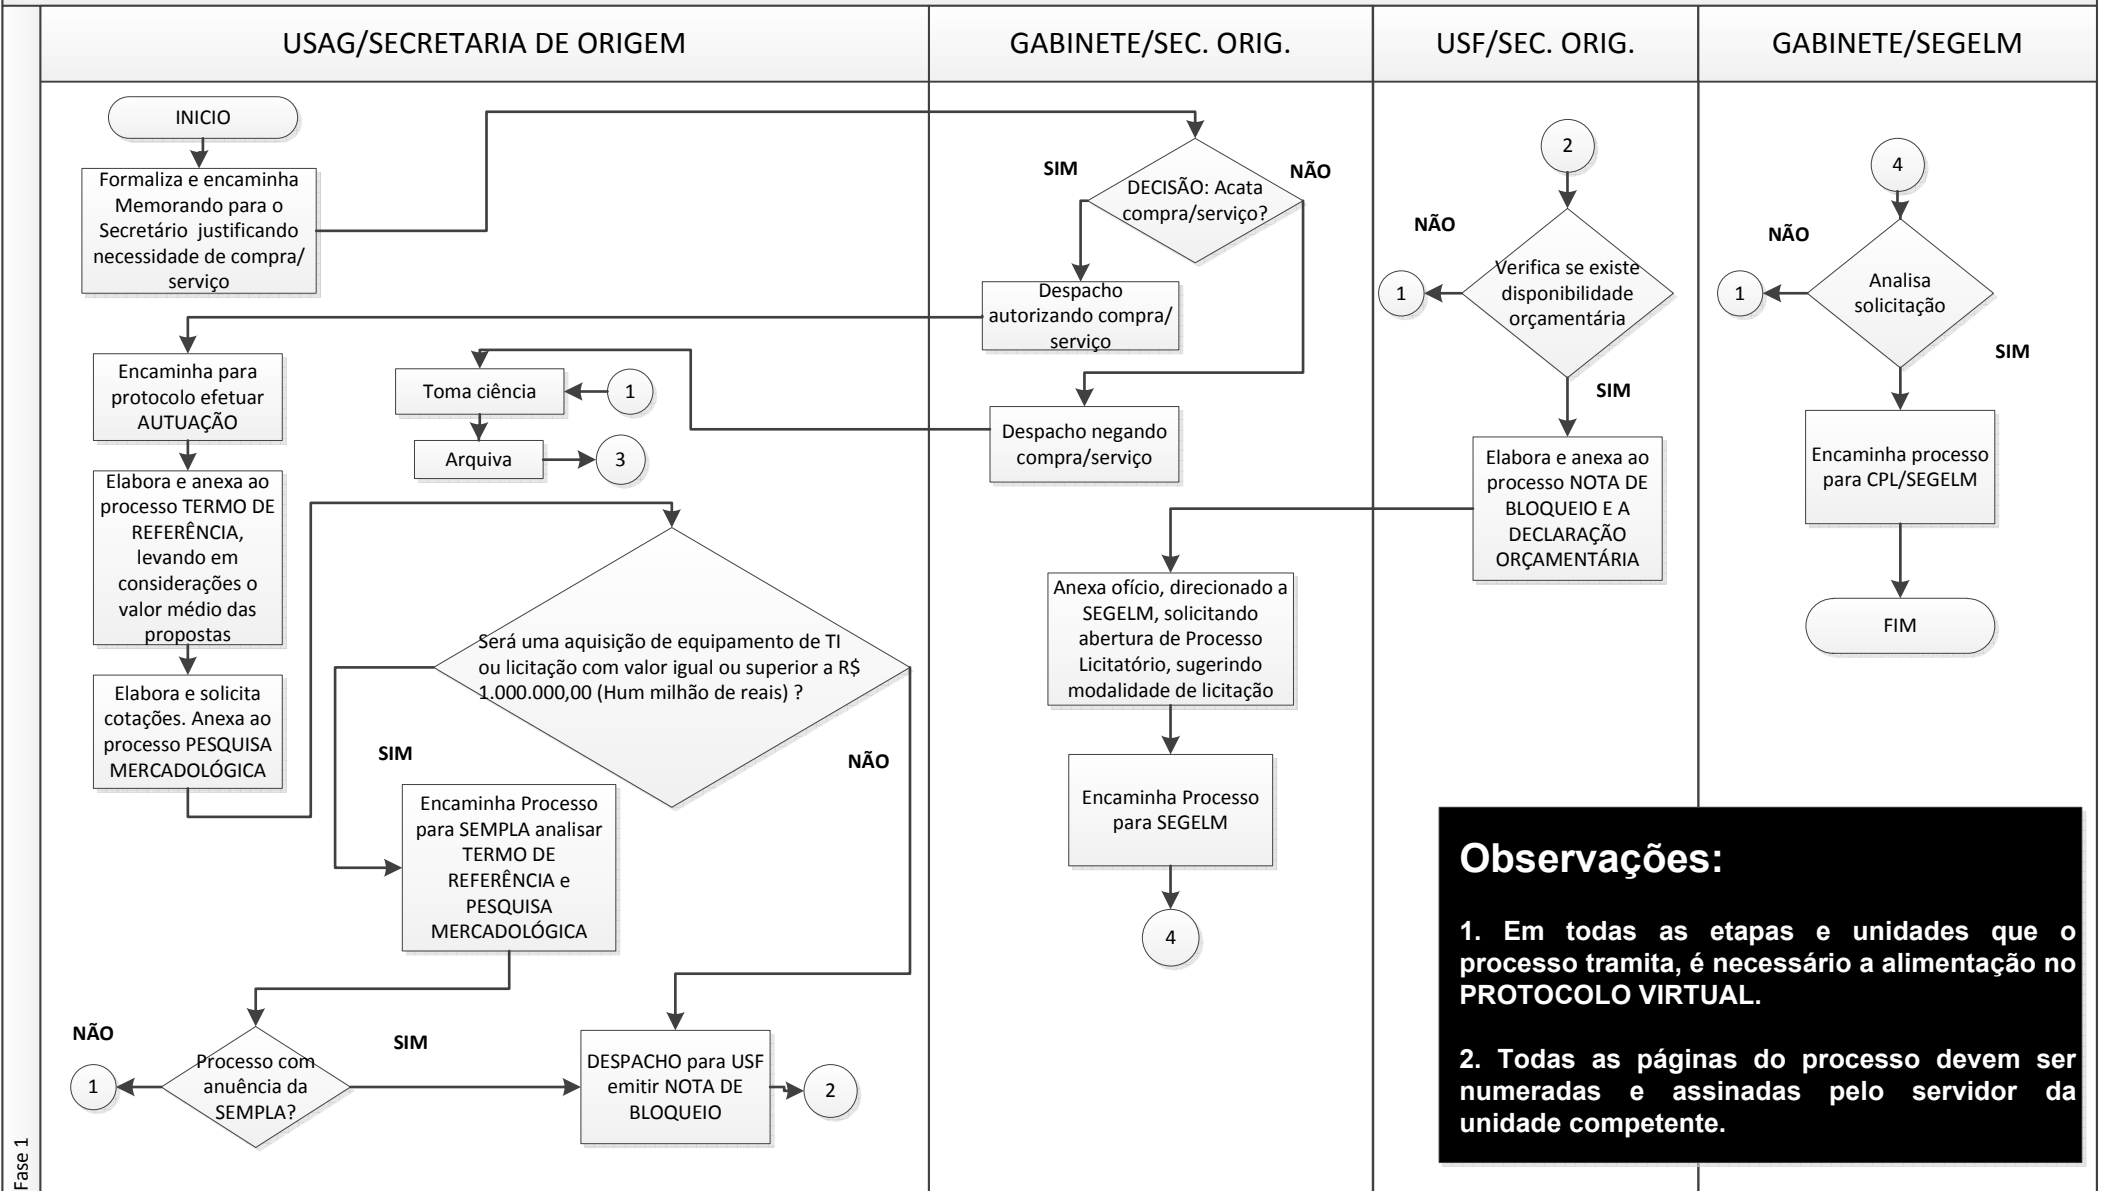 USAG/SECRETARIA DE ORIGEM
GABINETE/SEC. ORIG.
USF/SEC. ORIG.
GABINETE/SEGELM
INICIO
Formaliza e encaminha
Memorando para o
Secretário justificando
necessidade de compra/
serviço
Encaminha para
protocolo efetuar
AUTUAÇÃO
Elabora e anexa ao
processo TERMO DE
REFERÊNCIA,
levando em
considerações o
valor médio das
propostas
Elabora e solicita
cotações. Anexa ao
processo PESQUISA
MERCADOLÓGICA
Toma ciência
1
Arquiva
3
Será uma aquisição de equipamento de TI
ou licitação com valor igual ou superior a R$
1.000.000,00 (Hum milhão de reais) ?
SIM
NÃO
Encaminha Processo
para SEMPLA analisar
TERMO DE
REFERÊNCIA e
PESQUISA
MERCADOLÓGICA
NÃO
SIM
1
Processo com
anuência da
SEMPLA?
DESPACHO para USF
emitir NOTA DE
BLOQUEIO
2
SIM
NÃO
DECISÃO: Acata
compra/serviço?
Despacho
autorizando compra/
serviço
Despacho negando
compra/serviço
Anexa ofício, direcionado a
SEGELM, solicitando
abertura de Processo
Licitatório, sugerindo
modalidade de licitação
Encaminha Processo
para SEGELM
4
2
NÃO
1
Verifica se existe
disponibilidade
orçamentária
SIM
Elabora e anexa ao
processo NOTA DE
BLOQUEIO E A
DECLARAÇÃO
ORÇAMENTÁRIA
4
NÃO
1
Analisa
solicitação
SIM
Encaminha processo
para CPL/SEGELM
FIM
Observações:
1. Em todas as etapas e unidades que o
processo tramita, é necessário a alimentação no
PROTOCOLO VIRTUAL.
2. Todas as páginas do processo devem ser
numeradas e assinadas pelo servidor da
unidade competente.
Fase 1